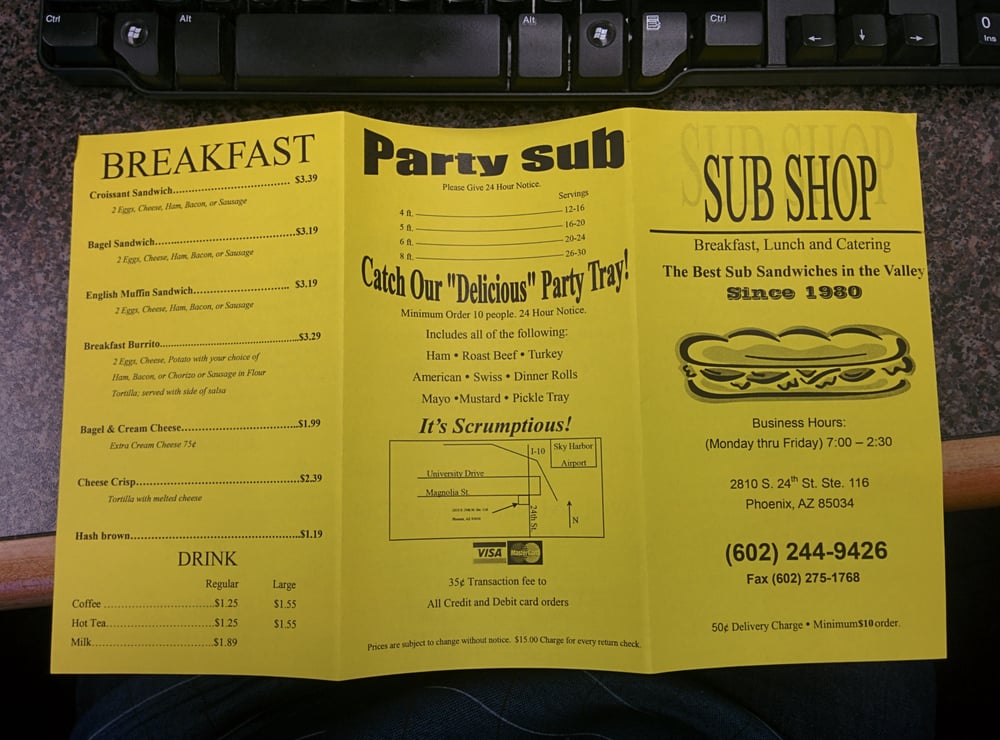 Ctrl
Alt
Alt
Ctrl
0
Ins
BREAKFAST
Croissant Sandwich.......................... $3.39
2 Eggs, Cheese, Ham, Bacon, or Sausage
Bagel Sandwich..............................$3.19
2 Eggs, Cheese, Ham, Bacon, or Sausage
English Muffin Sandwich..................... $3.19
2 Eggs, Cheese, Ham, Bacon, or Sausage
Breakfast Burrito..............................$3.29
2 Eggs, Cheese, Potato with your choice of
Ham, Bacon, or Chorizo or Sausage in Flour
Tortilla; served with side of salsa
Bagel & Cream Cheese..........................$1.99
Extra Cream Cheese 75¢
Cheese Crisp..................................$2.39
Tortilla with melted cheese
Hash brown....................................$1.19
DRINK
Regular Large
Coffee .......................$1.25 $1.55
Hot Tea......................$1.25 $1.55
Milk.........................$1.89
Party Sub
Please Give 24 Hour Notice.
Servings
4 ft. 12-16
5 ft. 16-20
6 ft. 20-24
8 ft. 26-30
Catch Our "Delicious" Party Tray!
Minimum Order 10 people. 24 Hour Notice.
Includes all of the following:
Ham • Roast Beef • Turkey
American • Swiss • Dinner Rolls
Mayo •Mustard • Pickle Tray
It's Scrumptious!
I-10
Sky Harbor
Airport
University Drive
Magnolia St.
24th St.
N
VISA MasterCard
35¢ Transaction fee to
All Credit and Debit card orders
Prices are subject to change without notice. $15.00 Charge for every return check.
SUB SHOP
Breakfast, Lunch and Catering
The Best Sub Sandwiches in the Valley
Since 1980
Business Hours:
(Monday thru Friday) 7:00 – 2:30
2810 S. 24th St. Ste. 116
Phoenix, AZ 85034
(602) 244-9426
Fax (602) 275-1768
50¢ Delivery Charge • Minimum $10 order.